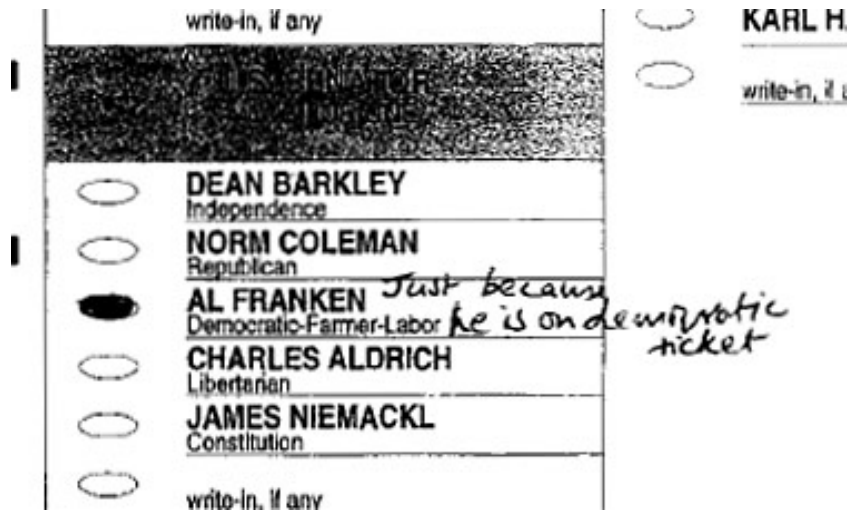 write-in, if any
KARL H
write-in, if a
DEAN BARKLEY
Independence
NORM COLEMAN
Republican
AL FRANKEN Just because
Democratic-Farmer-Labor he is on democratic
ticket
CHARLES ALDRICH
Libertarian
JAMES NIEMACKL
Constitution
write-in, if any